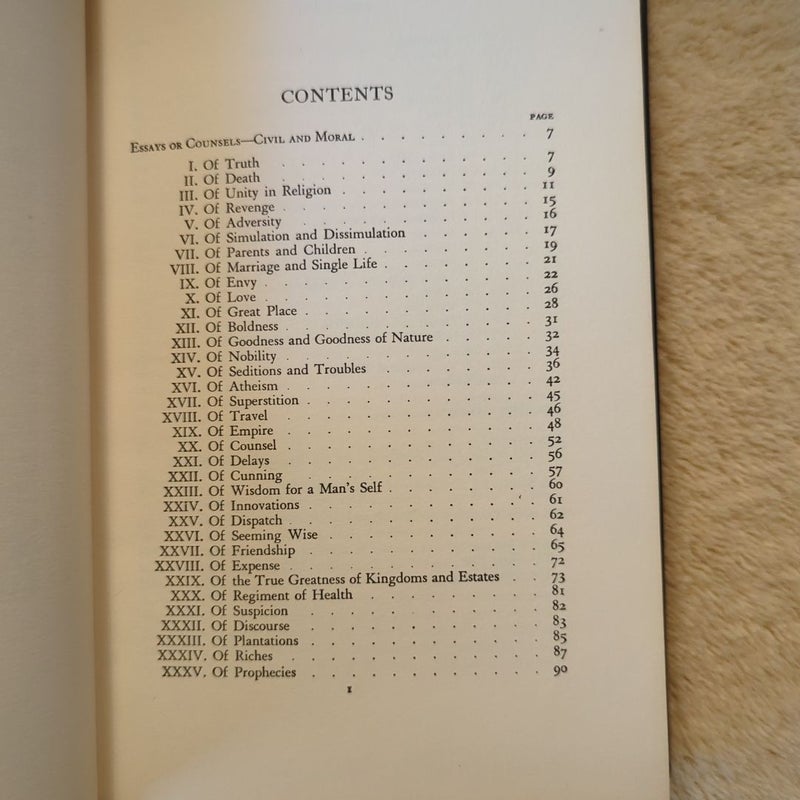 CONTENTS
PAGE
ESSAYS OR COUNSELS—CIVIL AND MORAL . . . . . . . . . 7
I. Of Truth . . . . . . . . . . . . 7
II. Of Death . . . . . . . . . . . . 9
III. Of Unity in Religion . . . . . . . . . . 11
IV. Of Revenge . . . . . . . . . . . . 15
V. Of Adversity . . . . . . . . . . . . 16
VI. Of Simulation and Dissimulation . . . . . . 17
VII. Of Parents and Children . . . . . . . . . 19
VIII. Of Marriage and Single Life . . . . . . . . 21
IX. Of Envy . . . . . . . . . . . . . 22
X. Of Love . . . . . . . . . . . . . 26
XI. Of Great Place . . . . . . . . . . . 28
XII. Of Boldness . . . . . . . . . . . . 31
XIII. Of Goodness and Goodness of Nature . . . . . 32
XIV. Of Nobility . . . . . . . . . . . . 34
XV. Of Seditions and Troubles . . . . . . . . 36
XVI. Of Atheism . . . . . . . . . . . . 42
XVII. Of Superstition . . . . . . . . . . . 45
XVIII. Of Travel . . . . . . . . . . . . 46
XIX. Of Empire . . . . . . . . . . . . 48
XX. Of Counsel . . . . . . . . . . . . 52
XXI. Of Delays . . . . . . . . . . . . 56
XXII. Of Cunning . . . . . . . . . . . . 57
XXIII. Of Wisdom for a Man's Self . . . . . . . . 60
XXIV. Of Innovations . . . . . . . . . . . 61
XXV. Of Dispatch . . . . . . . . . . . . 62
XXVI. Of Seeming Wise . . . . . . . . . . 64
XXVII. Of Friendship . . . . . . . . . . . 65
XXVIII. Of Expense . . . . . . . . . . . . 72
XXIX. Of the True Greatness of Kingdoms and Estates . . 73
XXX. Of Regiment of Health . . . . . . . . . 81
XXXI. Of Suspicion . . . . . . . . . . . 82
XXXII. Of Discourse . . . . . . . . . . . 83
XXXIII. Of Plantations . . . . . . . . . . . 85
XXXIV. Of Riches . . . . . . . . . . . . 87
XXXV. Of Prophecies . . . . . . . . . . . 90
1